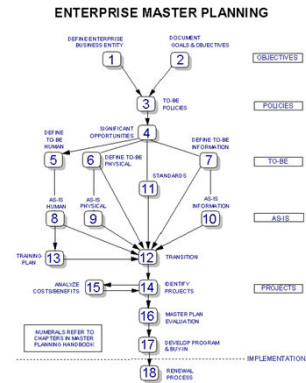 ENTERPRISE MASTER PLANNING
DEFINE ENTERPRISE
BUSINESS ENTITY
DOCUMENT
GOALS & OBJECTIVES
1
2
OBJECTIVES
3
TO-BE
POLICIES
POLICIES
SIGNIFICANT
OPPORTUNITIES
4
DEFINE
TO-BE
HUMAN
DEFINE TO-BE
PHYSICAL
DEFINE TO-BE
INFORMATION
5
6
7
TO-BE
11
STANDARDS
AS-IS
HUMAN
AS-IS
PHYSICAL
AS-IS
INFORMATION
8
9
10
AS-IS
TRAINING
PLAN
13
12
TRANSITION
ANALYZE
COSTS/BENEFITS
15
14
IDENTIFY
PROJECTS
PROJECTS
16
MASTER PLAN
EVALUATION
NUMERALS REFER TO
CHAPTERS IN MASTER
PLANNING HANDBOOK
17
DEVELOP PROGRAM
& BUY IN
IMPLEMENTATION
18
RENEWAL
PROCESS